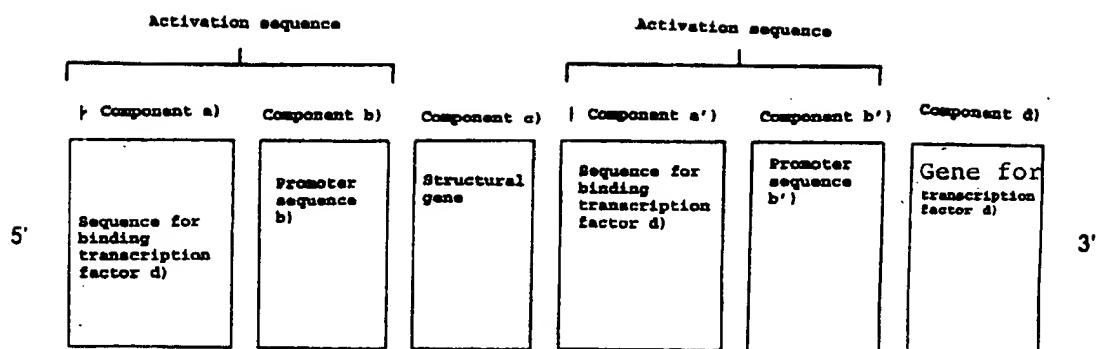 Activation sequence
Activation sequence
Component a)
Component b)
Component c)
Component a')
Component b')
Component d)
5'
Sequence for
binding
transcription
factor d)
Promoter
sequence
b)
Structural
gene
Sequence for
binding
transcription
factor d)
Promoter
sequence
b')
Gene for
transcription
factor d)
3'